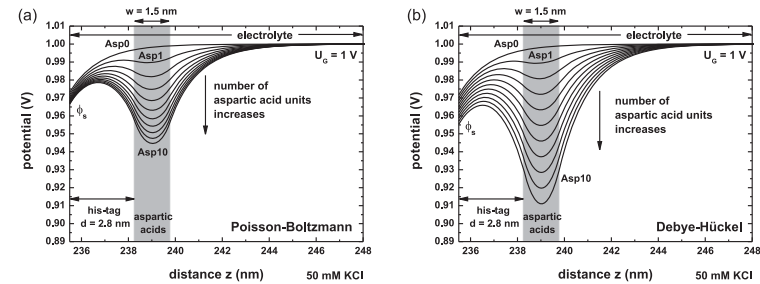 (a)
w = 1.5 nm
1.01
1.00
0.99
0.98
0.97
0.96
0.95
0.94
0.93
0.92
0.91
0.90
0.89
potential (V)
electrolyte
Asp0
Asp1
U_G = 1 V
number of
aspartic acid units
increases
ϕ_s
Asp10
his-tag
d = 2.8 nm
aspartic
acids
Poisson-Boltzmann
236 238 240 242 244 246 248
distance z (nm)
50 mM KCl
(b)
w = 1.5 nm
1.01
1.00
0.99
0.98
0.97
0.96
0.95
0.94
0.93
0.92
0.91
0.90
0.89
potential (V)
electrolyte
Asp0
Asp1
U_G = 1 V
number of
aspartic acid units
increases
ϕ_s
Asp10
his-tag
d = 2.8 nm
aspartic
acids
Debye-Hückel
236 238 240 242 244 246 248
distance z (nm)
50 mM KCl